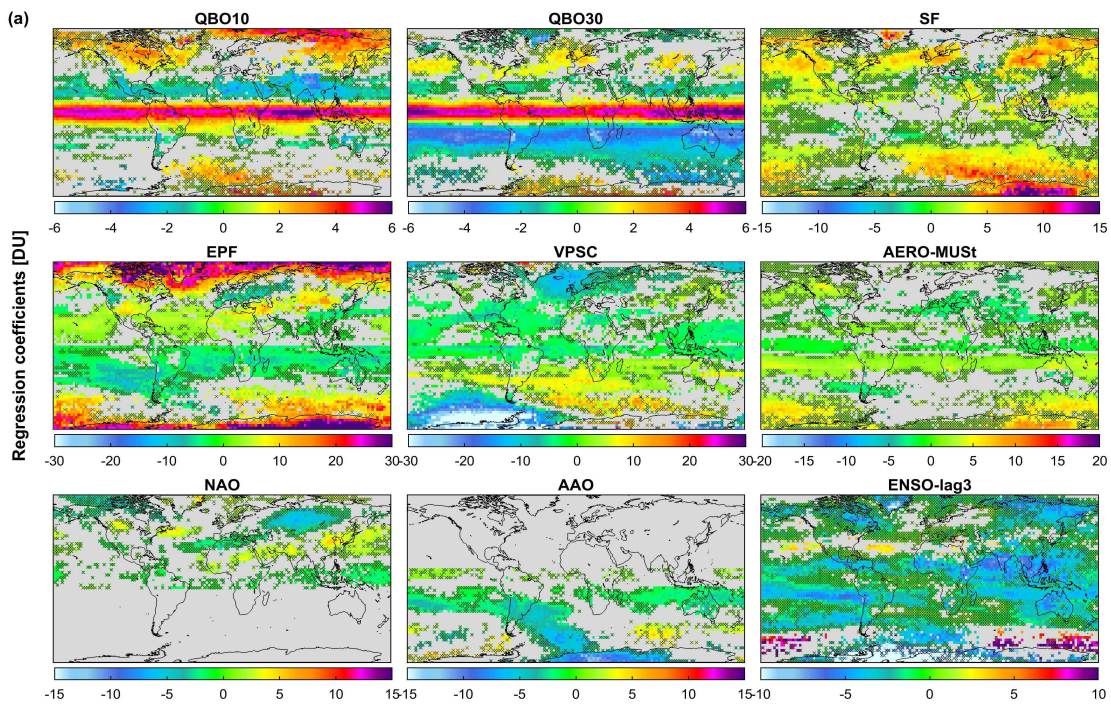 (a)
QBO10 QBO30 SF
-6 -4 -2 0 2 4 6 -6 -4 -2 0 2 4 6 -15 -10 -5 0 5 10 15
Regression coefficients [DU]
EPF VPSC AERO-MUSt
-30 -20 -10 0 10 20 30 -30 -20 -10 0 10 20 30 -20 -15 -10 -5 0 5 10 15 20
NAO AAO ENSO-lag3
-15 -10 -5 0 5 10 15 -15 -10 -5 0 5 10 15 -10 -5 0 5 10